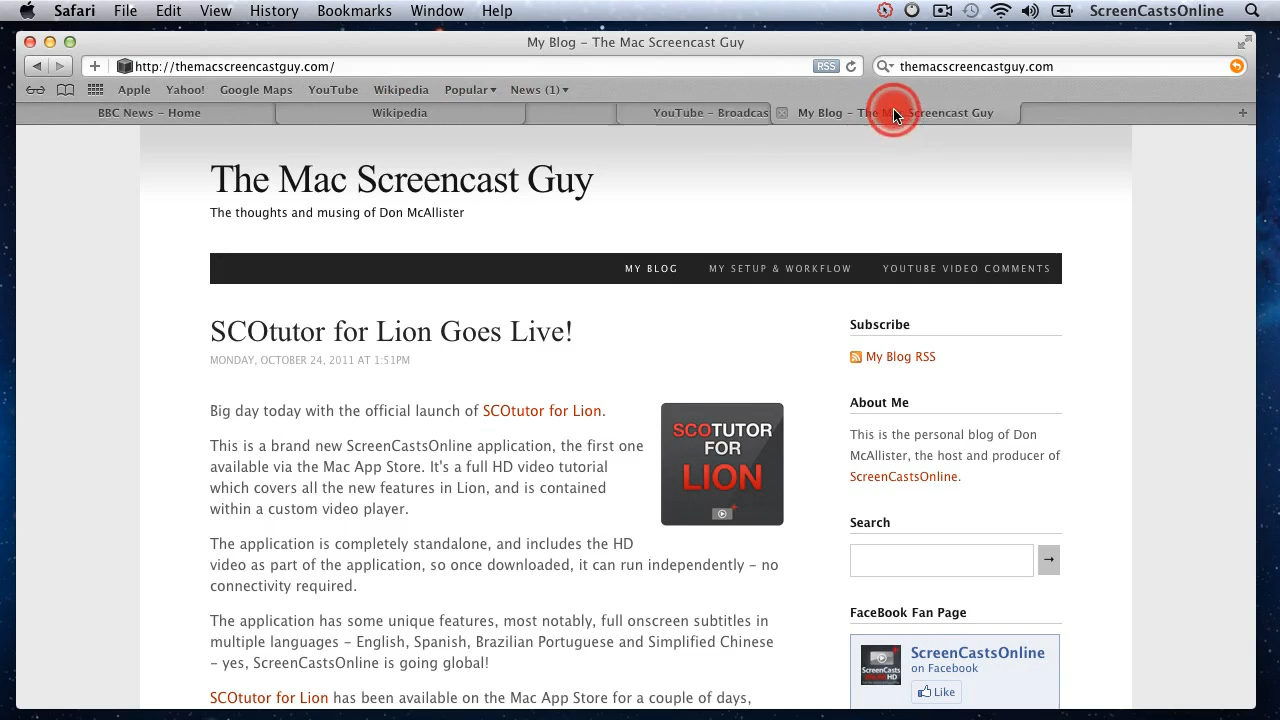 Safari File Edit View History Bookmarks Window Help ScreenCastsOnline
My Blog – The Mac Screencast Guy
http://themacscreencastguy.com/ RSS themacscreencastguy.com
Apple Yahoo! Google Maps YouTube Wikipedia Popular News (1)
BBC News – Home Wikipedia YouTube – Broadcas My Blog – The Mac Screencast Guy
The Mac Screencast Guy
The thoughts and musing of Don McAllister
MY BLOG MY SETUP & WORKFLOW YOUTUBE VIDEO COMMENTS
SCOtutor for Lion Goes Live!
MONDAY, OCTOBER 24, 2011 AT 1:51PM
Big day today with the official launch of SCOtutor for Lion.
This is a brand new ScreenCastsOnline application, the first one
available via the Mac App Store. It's a full HD video tutorial
which covers all the new features in Lion, and is contained
within a custom video player.
SCOTUTOR
FOR
LION
The application is completely standalone, and includes the HD
video as part of the application, so once downloaded, it can run independently – no
connectivity required.
The application has some unique features, most notably, full onscreen subtitles in
multiple languages – English, Spanish, Brazilian Portuguese and Simplified Chinese
– yes, ScreenCastsOnline is going global!
SCOtutor for Lion has been available on the Mac App Store for a couple of days,
Subscribe
My Blog RSS
About Me
This is the personal blog of Don
McAllister, the host and producer of
ScreenCastsOnline.
Search
FaceBook Fan Page
ScreenCastsOnline
on Facebook
Like